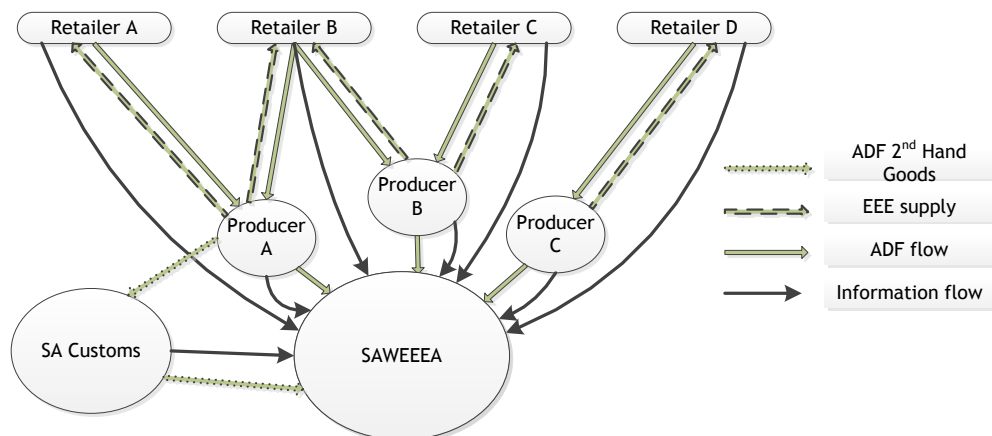 Retailer A
Retailer B
Retailer C
Retailer D
ADF 2nd Hand
Goods
EEE supply
ADF flow
Information flow
Producer
A
Producer
B
Producer
C
SA Customs
SAWEEEA